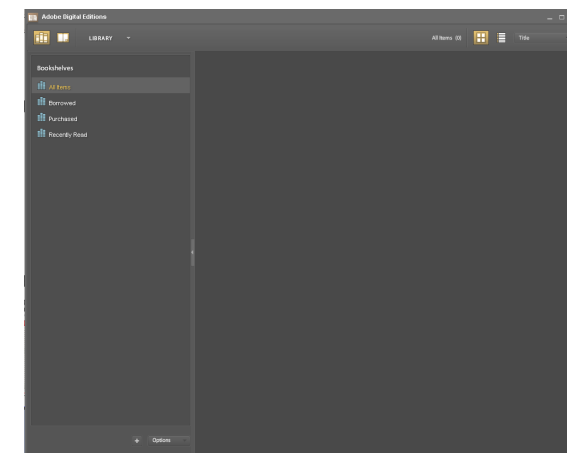 Adobe Digital Editions
LIBRARY
All Items (0)
Title
Bookshelves
All Items
Borrowed
Purchased
Recently Read
+ Options